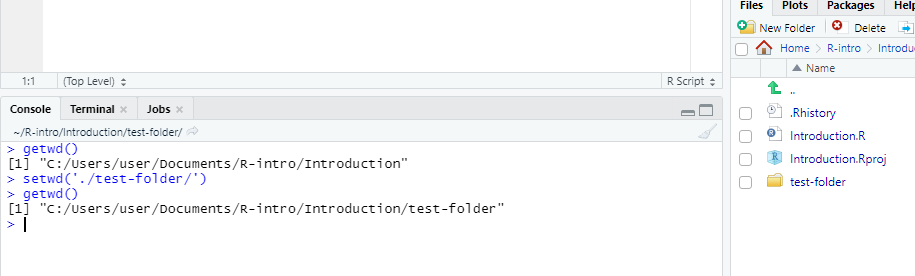 Files Plots Packages Help
New Folder Delete
Home R-intro Introduc
Name
..
.Rhistory
Introduction.R
Introduction.Rproj
test-folder
1:1 (Top Level) R Script
Console Terminal Jobs
~/R-intro/Introduction/test-folder/
> getwd()
[1] "C:/Users/user/Documents/R-intro/Introduction"
> setwd('./test-folder/')
> getwd()
[1] "C:/Users/user/Documents/R-intro/Introduction/test-folder"
>